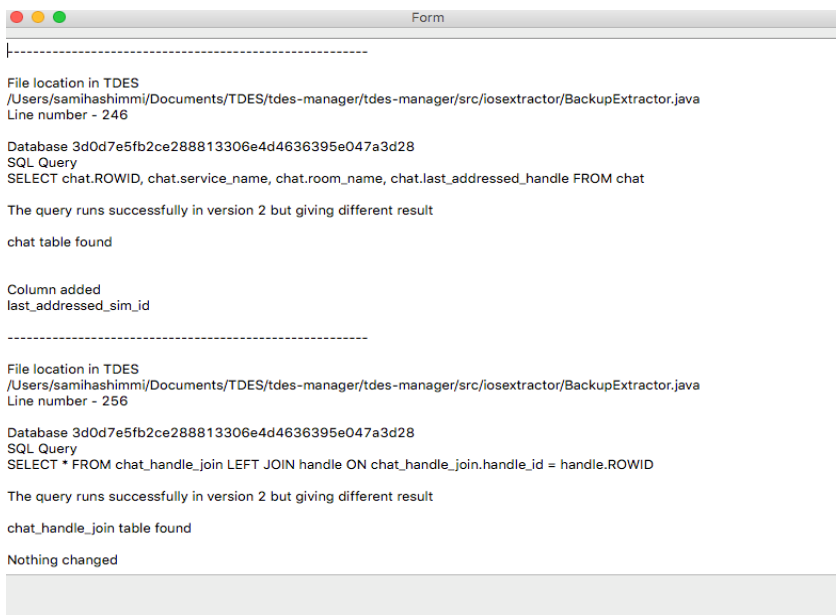 Form
--------------------------------------------------------
File location in TDES
/Users/samihashimmi/Documents/TDES/tdes-manager/tdes-manager/src/iosextractor/BackupExtractor.java
Line number - 246
Database 3d0d7e5fb2ce288813306e4d4636395e047a3d28
SQL Query
SELECT chat.ROWID, chat.service_name, chat.room_name, chat.last_addressed_handle FROM chat
The query runs successfully in version 2 but giving different result
chat table found
Column added
last_addressed_sim_id
--------------------------------------------------------
File location in TDES
/Users/samihashimmi/Documents/TDES/tdes-manager/tdes-manager/src/iosextractor/BackupExtractor.java
Line number - 256
Database 3d0d7e5fb2ce288813306e4d4636395e047a3d28
SQL Query
SELECT * FROM chat_handle_join LEFT JOIN handle ON chat_handle_join.handle_id = handle.ROWID
The query runs successfully in version 2 but giving different result
chat_handle_join table found
Nothing changed